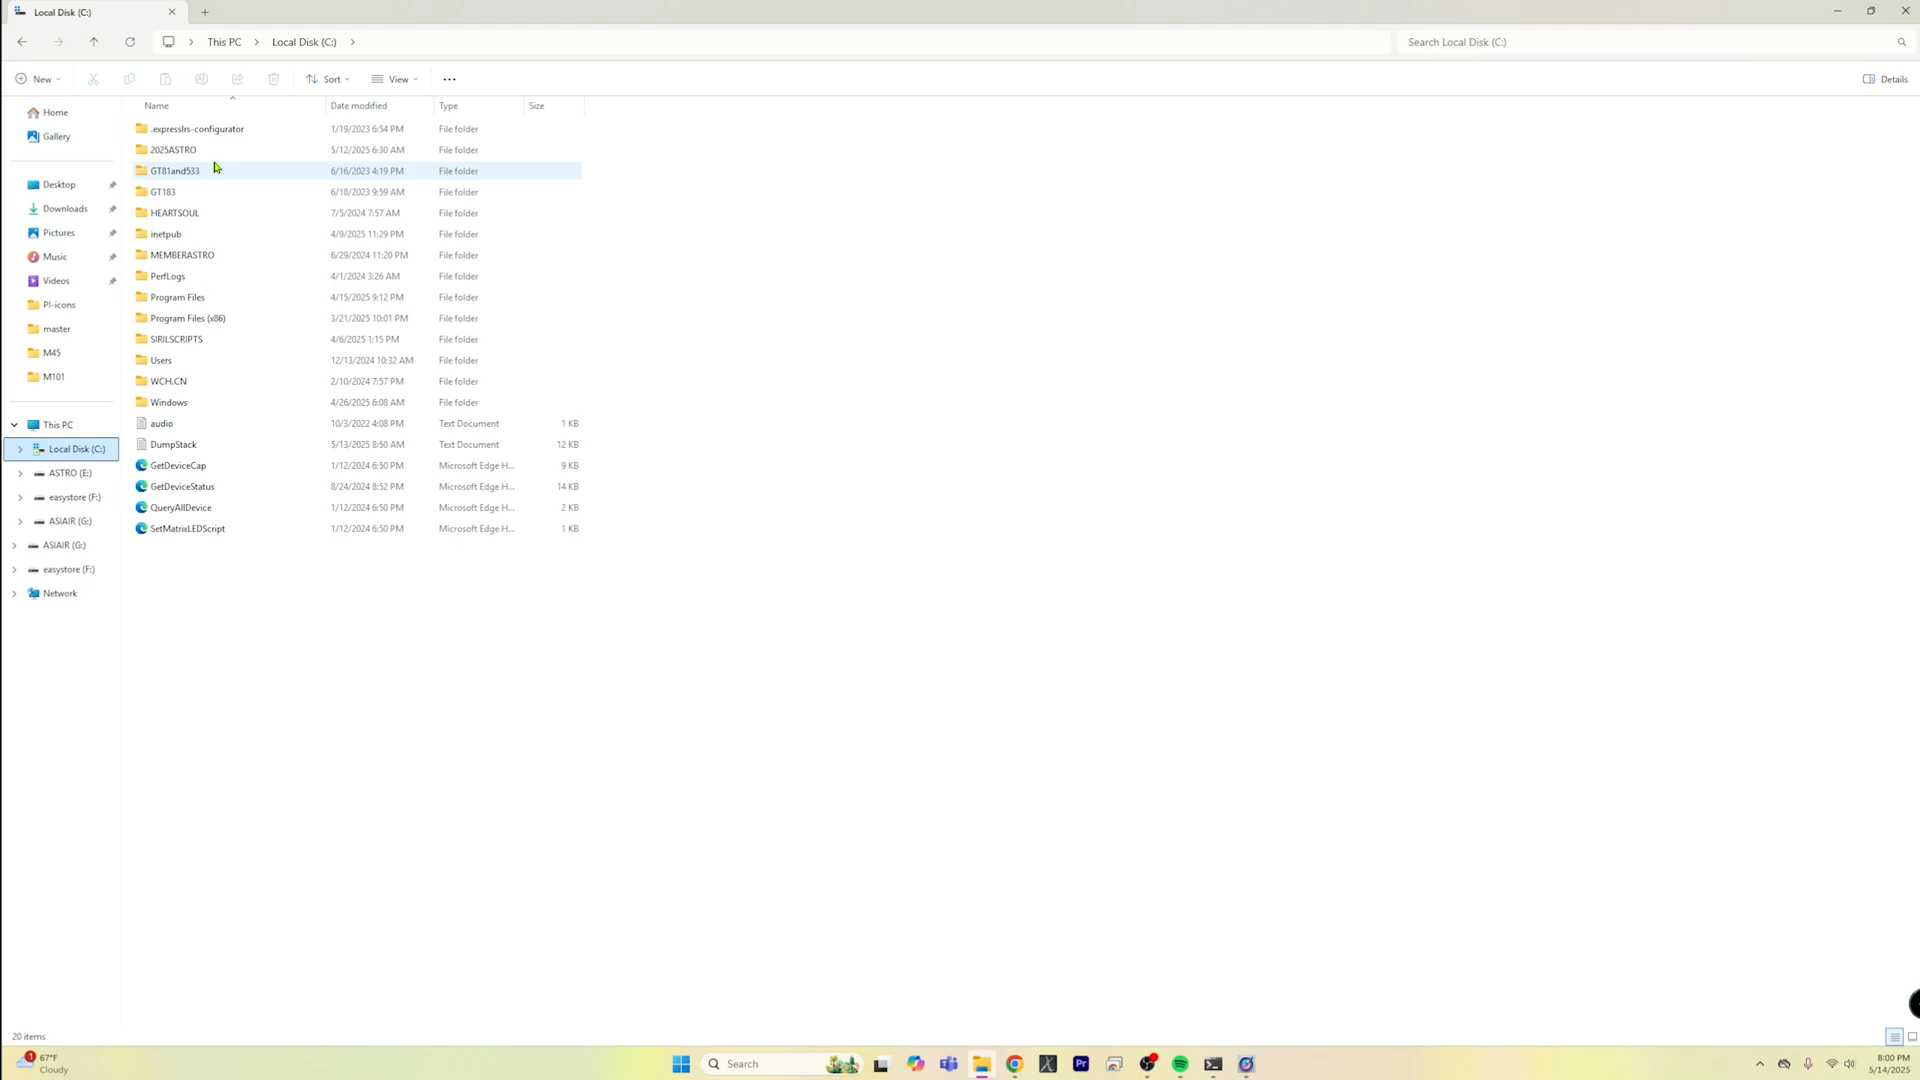 Local Disk (C:)
This PC > Local Disk (C:) >
Search Local Disk (C:)
New
Sort
View
Details
Name Date modified Type Size
.expresslrs-configurator 1/19/2023 6:54 PM File folder
2025ASTRO 5/12/2025 6:30 AM File folder
GT81and533 6/16/2023 4:19 PM File folder
GT183 6/18/2023 9:59 AM File folder
HEARTSOUL 7/5/2024 7:57 AM File folder
inetpub 4/9/2025 11:29 PM File folder
MEMBERASTRO 6/29/2024 11:20 PM File folder
PerfLogs 4/1/2024 3:26 AM File folder
Program Files 4/15/2025 9:12 PM File folder
Program Files (x86) 3/21/2025 10:01 PM File folder
SIRILSCRIPTS 4/6/2025 1:15 PM File folder
Users 12/13/2024 10:32 AM File folder
WCH.CN 2/10/2024 7:57 PM File folder
Windows 4/26/2025 6:08 AM File folder
audio 10/3/2022 4:08 PM Text Document 1 KB
DumpStack 5/13/2025 8:50 AM Text Document 12 KB
GetDeviceCap 1/12/2024 6:50 PM Microsoft Edge H... 9 KB
GetDeviceStatus 8/24/2024 8:52 PM Microsoft Edge H... 14 KB
QueryAllDevice 1/12/2024 6:50 PM Microsoft Edge H... 2 KB
SetMatrixLEDScript 1/12/2024 6:50 PM Microsoft Edge H... 1 KB
Home
Gallery
Desktop
Downloads
Pictures
Music
Videos
PI-icons
master
M45
M101
This PC
Local Disk (C:)
ASTRO (E:)
easystore (F:)
ASIAIR (G:)
ASIAIR (G:)
easystore (F:)
Network
20 items
1
67°F
Cloudy
Search
Pr
8:00 PM
5/14/2025